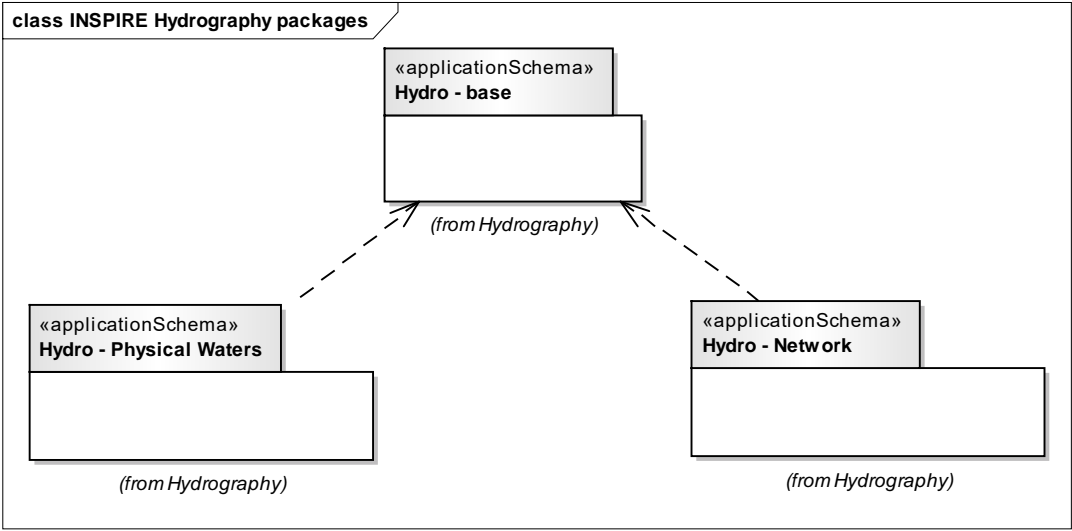 class INSPIRE Hydrography packages
«applicationSchema»
Hydro - base
(from Hydrography)
«applicationSchema»
Hydro - Physical Waters
(from Hydrography)
«applicationSchema»
Hydro - Network
(from Hydrography)